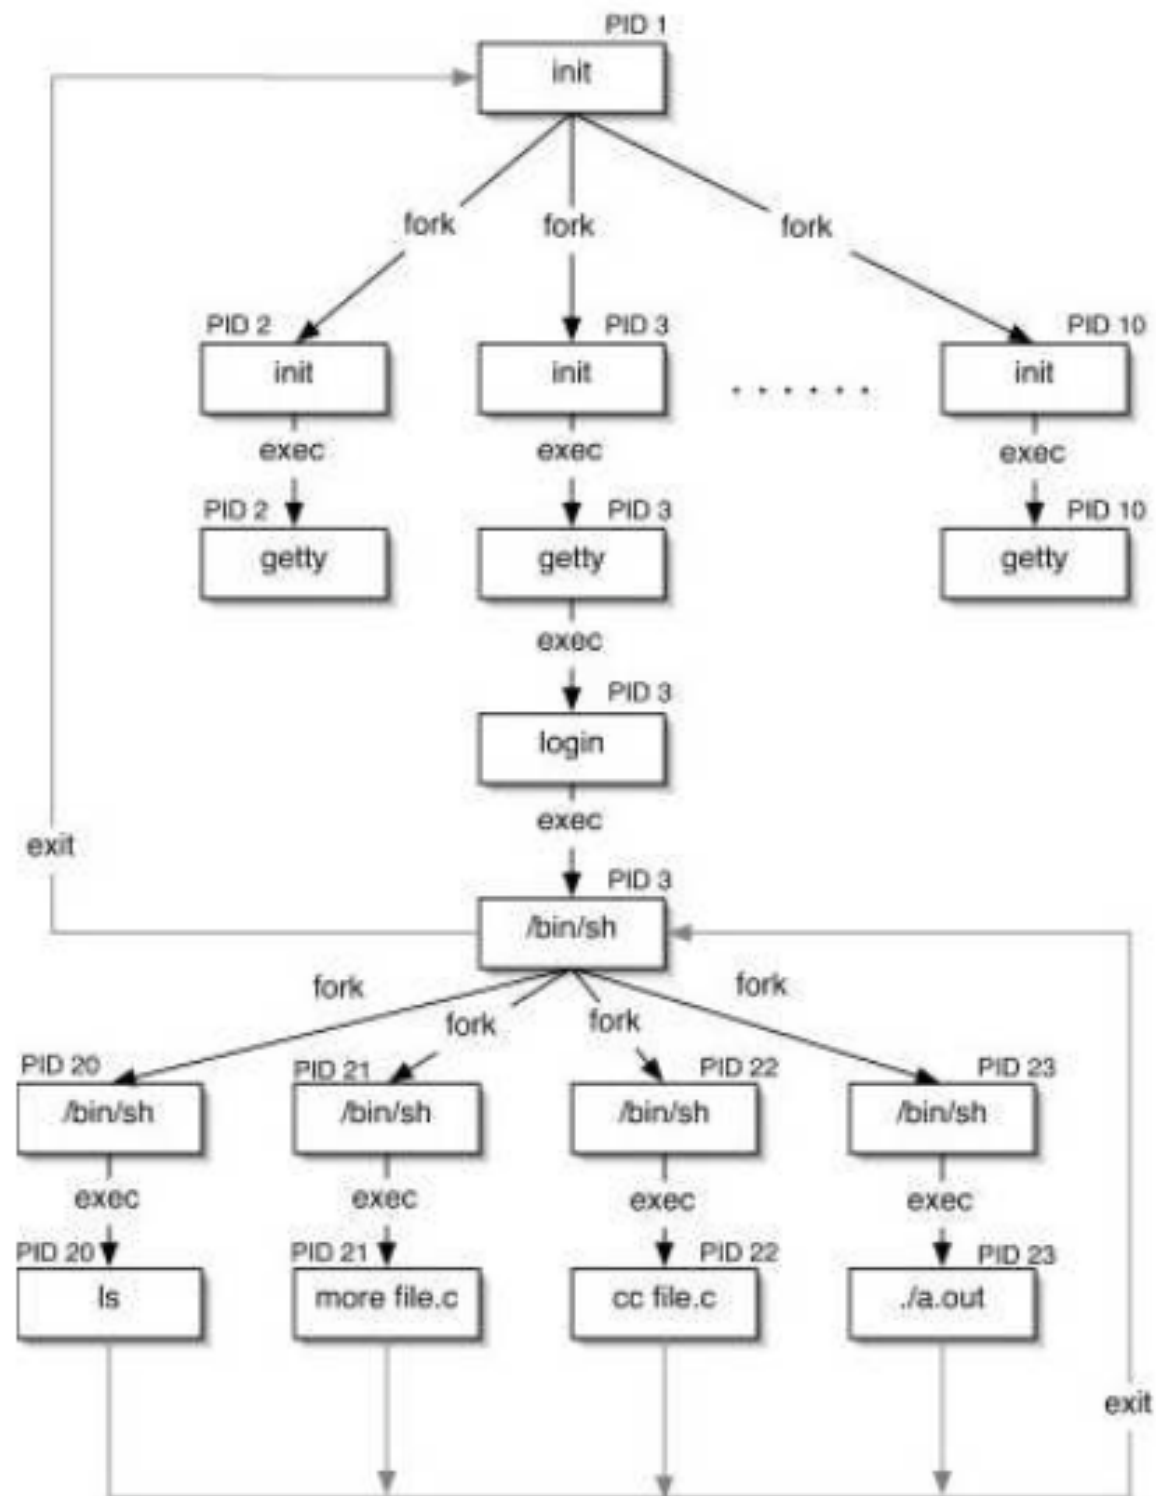 PID 1
init
fork fork fork
PID 2 PID 3 PID 10
init init init
exec exec exec
PID 2 PID 3 PID 10
getty getty getty
exec
PID 3
login
exec
exit
PID 3
/bin/sh
fork fork
fork fork
PID 20 PID 21 PID 22 PID 23
/bin/sh /bin/sh /bin/sh /bin/sh
exec exec exec exec
PID 20 PID 21 PID 22 PID 23
ls more file.c cc file.c ./a.out
exit